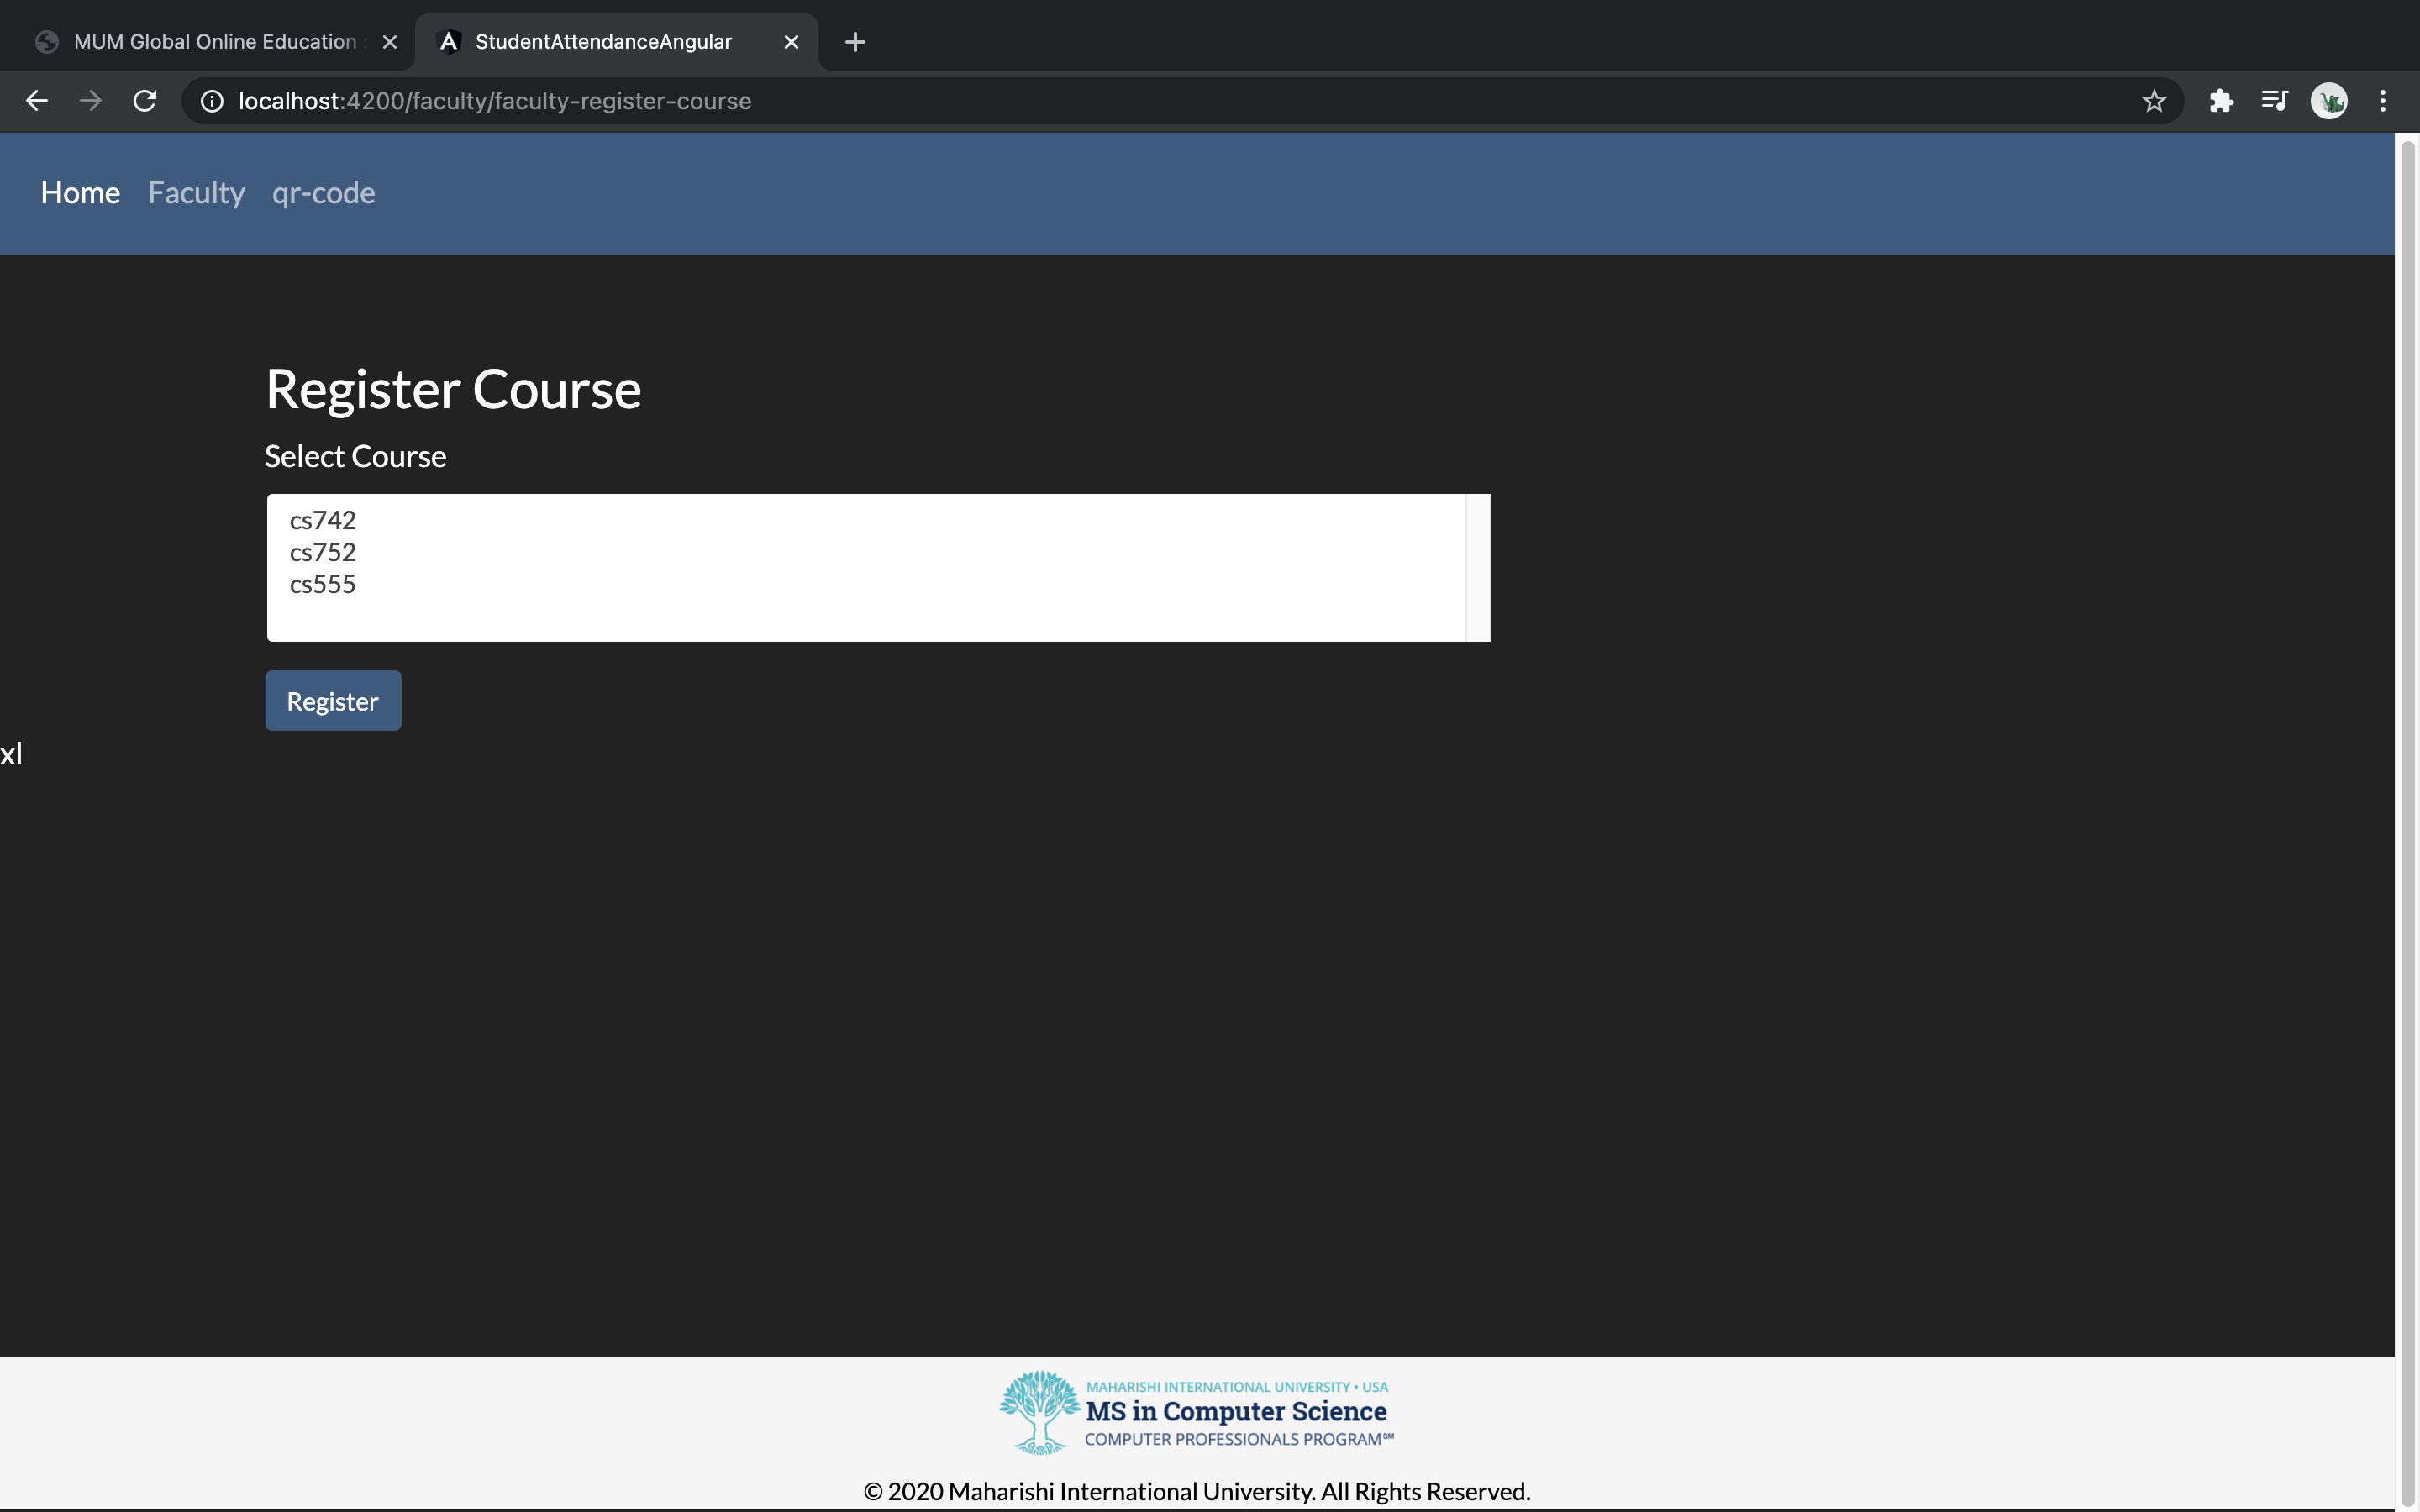 MUM Global Online Education :
StudentAttendanceAngular
localhost:4200/faculty/faculty-register-course
Home Faculty qr-code
Register Course
Select Course
cs742
cs752
cs555
Register
xl
MAHARISHI INTERNATIONAL UNIVERSITY • USA
MS in Computer Science
COMPUTER PROFESSIONALS PROGRAM℠
© 2020 Maharishi International University. All Rights Reserved.